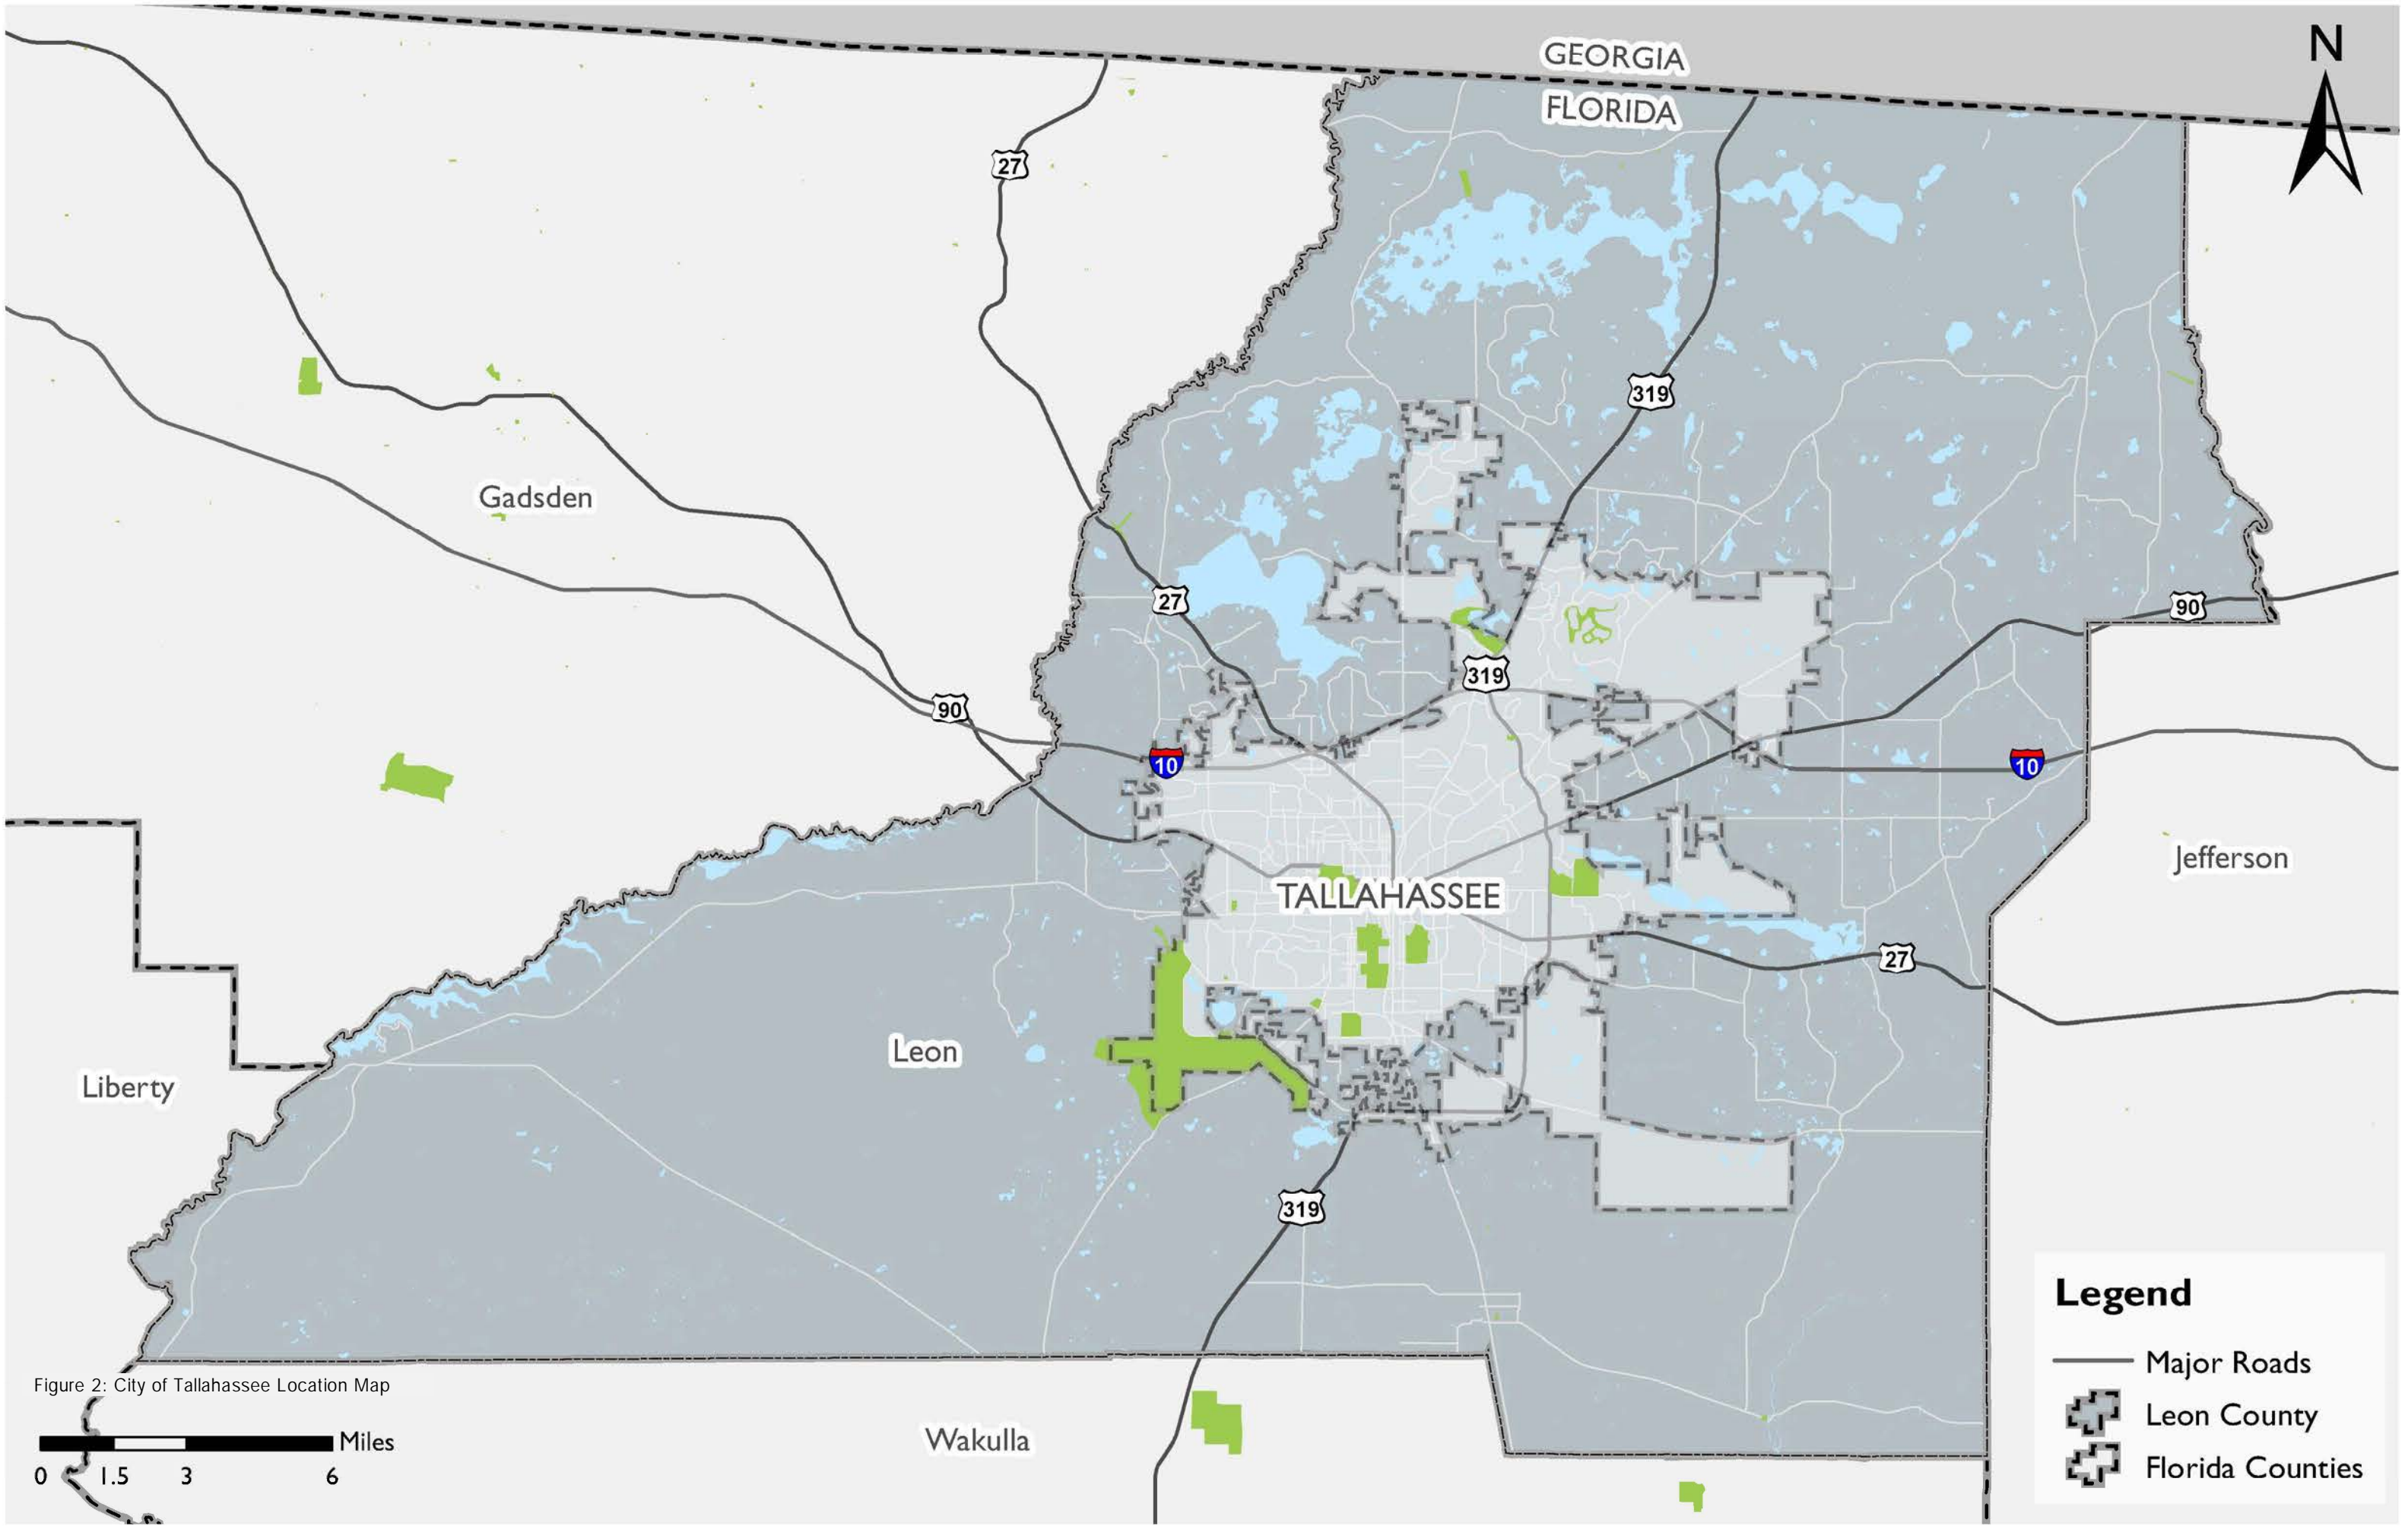 GEORGIA
N
FLORIDA
27
319
Gadsden
27
90
319
90
10
10
Jefferson
TALLAHASSEE
27
Leon
Liberty
319
Legend
Major Roads
Leon County
Florida Counties
Figure 2: City of Tallahassee Location Map
Wakulla
Miles
0 1.5 3 6